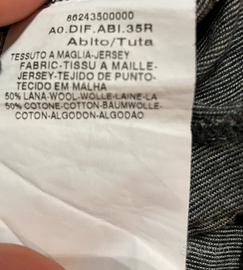 86243500000
A0.DIF.ABI.35R
Abito/Tuta
TESSUTO A MAGLIA-JERSEY
FABRIC-TISSU A MAILLE-
JERSEY-TEJIDO DE PUNTO-
TECIDO EM MALHA
50% LANA-WOOL-WOLLE-LAINE-LA
50% COTONE-COTTON-BAUMWOLLE-
COTON-ALGODON-ALGODAO